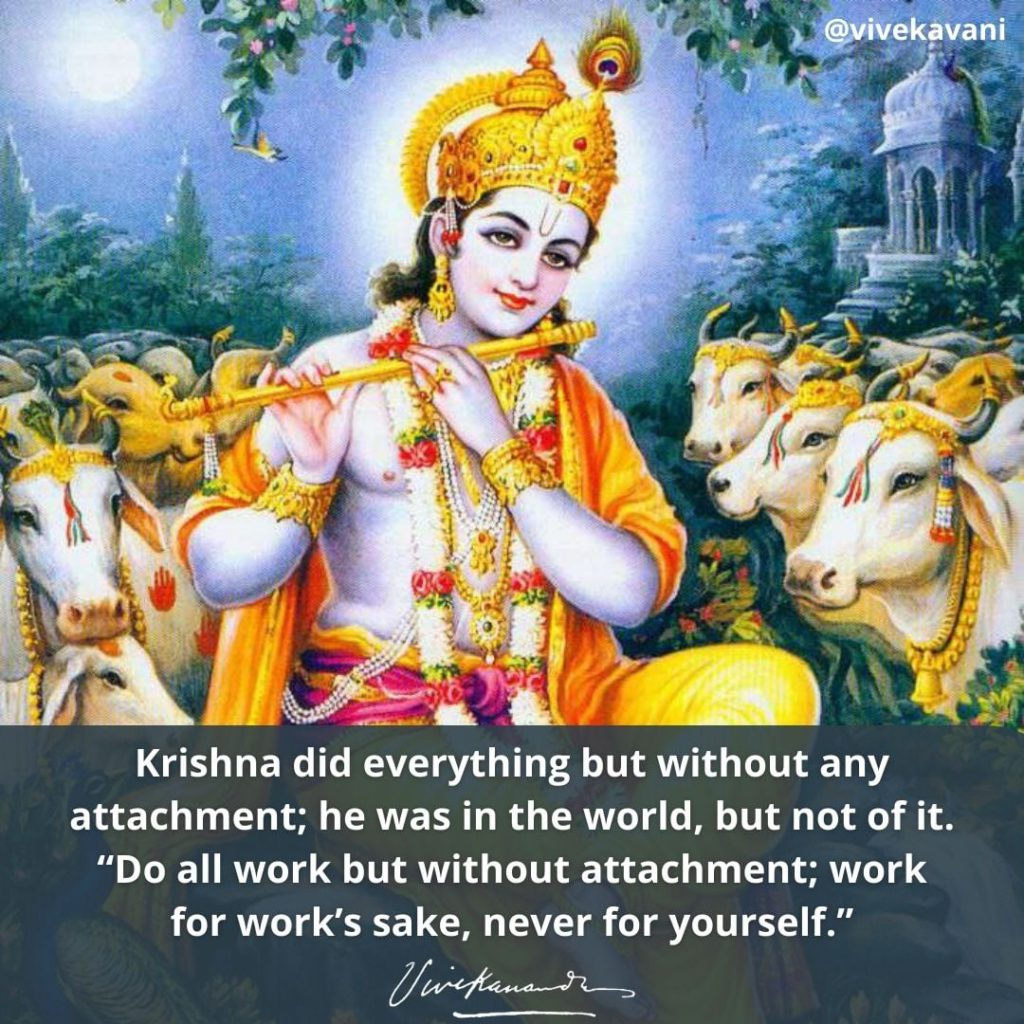 @vivekavani
Krishna did everything but without any
attachment; he was in the world, but not of it.
“Do all work but without attachment; work
for work’s sake, never for yourself.”
Vivekananda